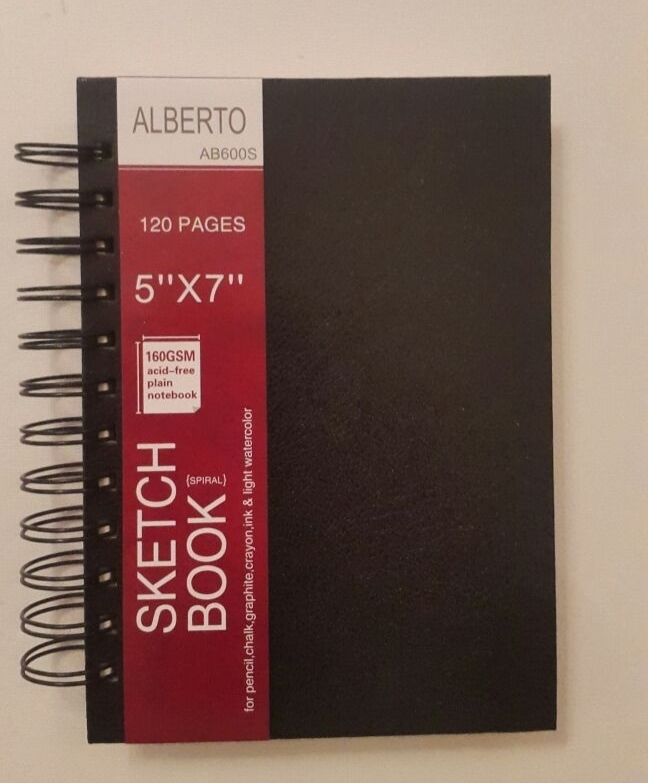 ALBERTO
AB600S
120 PAGES
5"X7"
160GSM
acid-free
plain
notebook
SKETCH
{SPIRAL}
BOOK
for pencil,chalk,graphite,crayon,ink & light watercolor